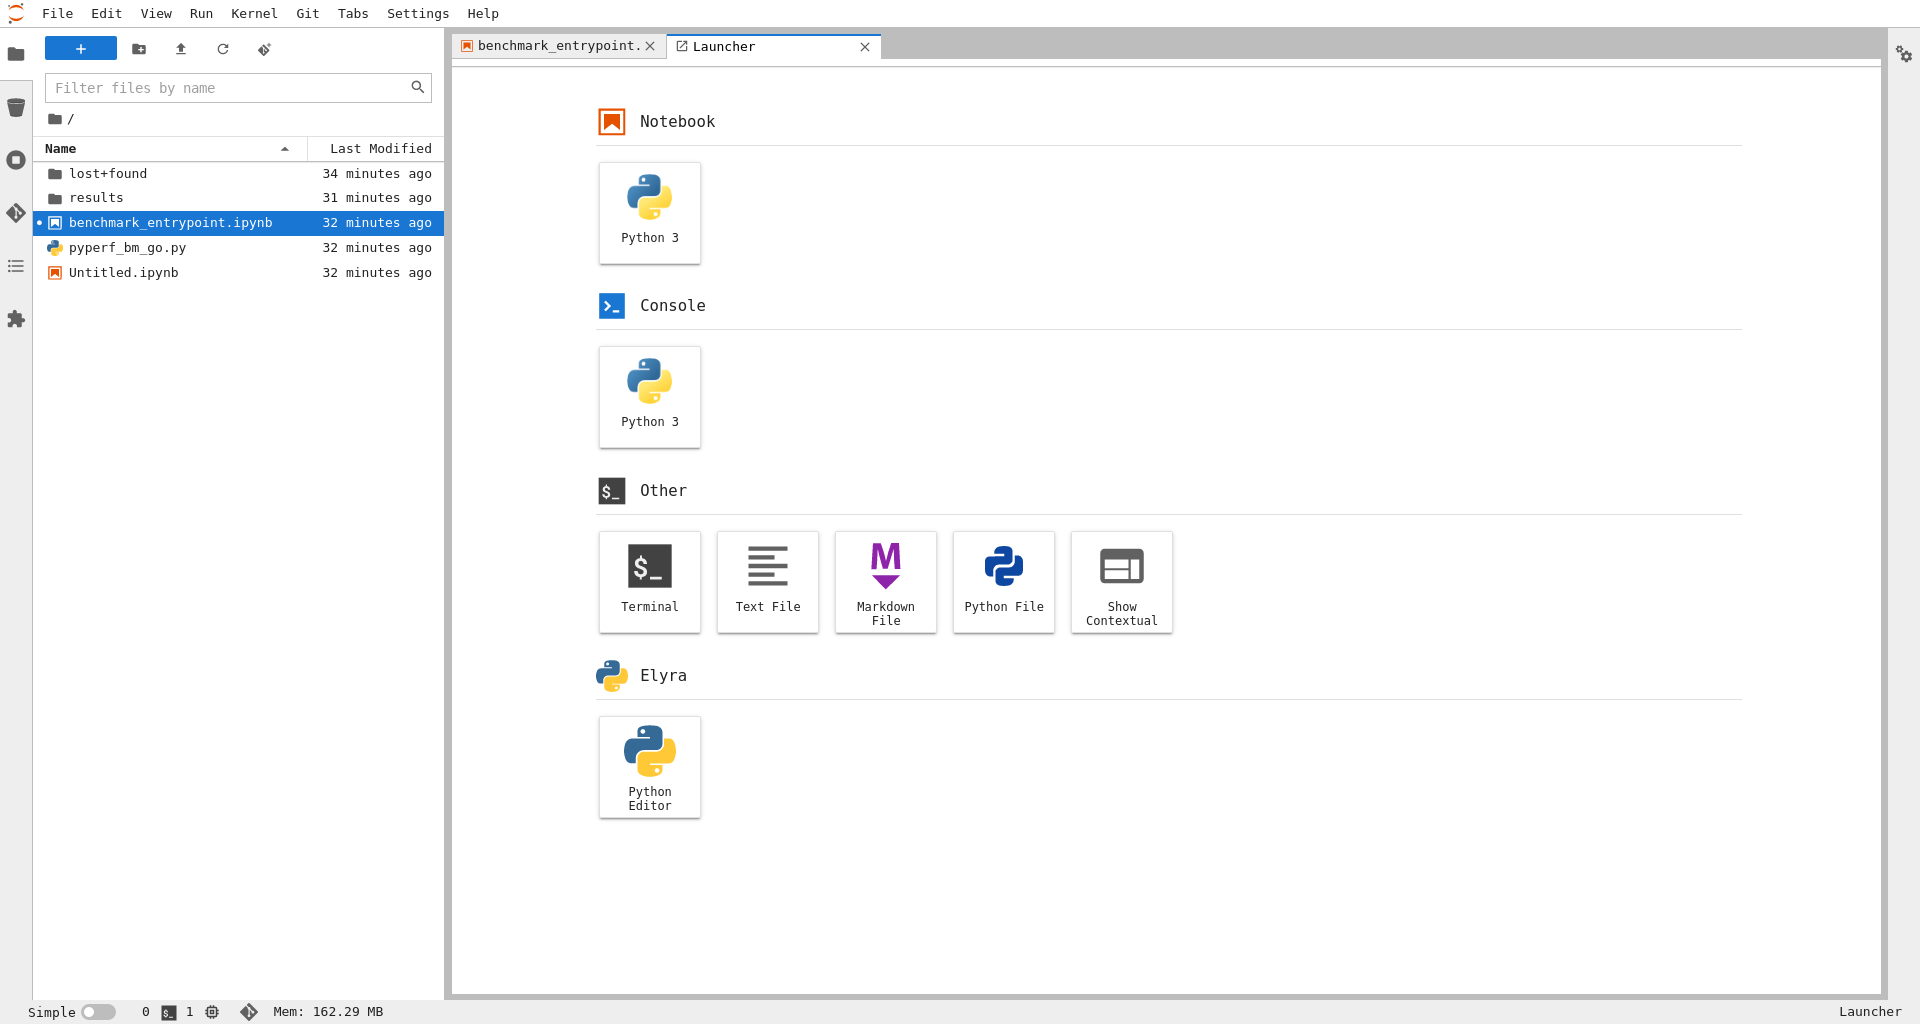 File Edit View Run Kernel Git Tabs Settings Help
+
Filter files by name
/
Name Last Modified
lost+found 34 minutes ago
results 31 minutes ago
benchmark_entrypoint.ipynb 32 minutes ago
pyperf_bm_go.py 32 minutes ago
Untitled.ipynb 32 minutes ago
benchmark_entrypoint.
Launcher
Notebook
Python 3
Console
Python 3
$_ Other
$_
Terminal
Text File
M
Markdown
File
Python File
Show
Contextual
Elyra
Python
Editor
Simple 0 $_ 1 Mem: 162.29 MB Launcher